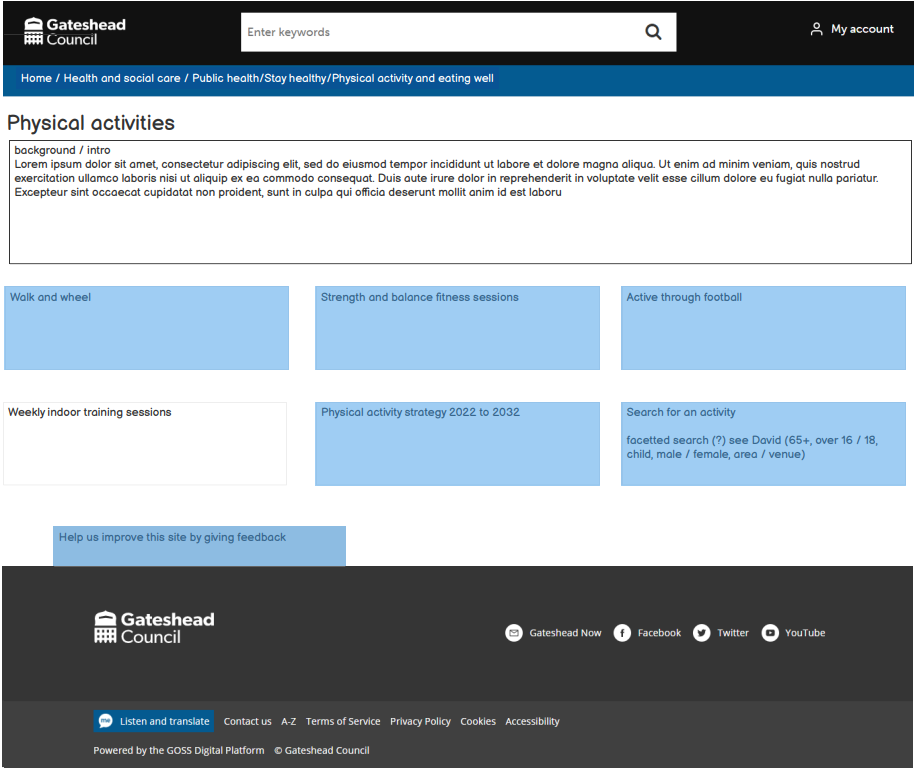 Gateshead
Council
Enter keywords
My account
Home / Health and social care / Public health/Stay healthy/Physical activity and eating well
Physical activities
background / intro
Lorem ipsum dolor sit amet, consectetur adipiscing elit, sed do eiusmod tempor incididunt ut labore et dolore magna aliqua. Ut enim ad minim veniam, quis nostrud
exercitation ullamco laboris nisi ut aliquip ex ea commodo consequat. Duis aute irure dolor in reprehenderit in voluptate velit esse cillum dolore eu fugiat nulla pariatur.
Excepteur sint occaecat cupidatat non proident, sunt in culpa qui officia deserunt mollit anim id est laboru
Walk and wheel
Strength and balance fitness sessions
Active through football
Weekly indoor training sessions
Physical activity strategy 2022 to 2032
Search for an activity
facetted search (?) see David (65+, over 16 / 18,
child, male / female, area / venue)
Help us improve this site by giving feedback
Gateshead
Council
Gateshead Now
Facebook
Twitter
YouTube
me Listen and translate
Contact us
A-Z
Terms of Service
Privacy Policy
Cookies
Accessibility
Powered by the GOSS Digital Platform © Gateshead Council